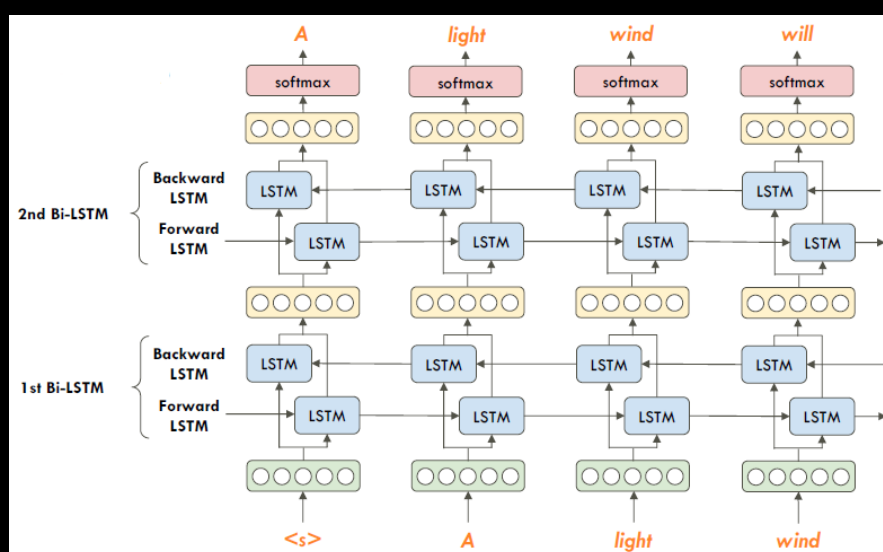 A light wind will
softmax softmax softmax softmax
Backward
LSTM
LSTM LSTM LSTM LSTM
2nd Bi-LSTM
Forward
LSTM
LSTM LSTM LSTM LSTM
Backward
LSTM
LSTM LSTM LSTM LSTM
1st Bi-LSTM
Forward
LSTM
LSTM LSTM LSTM LSTM
<s> A light wind